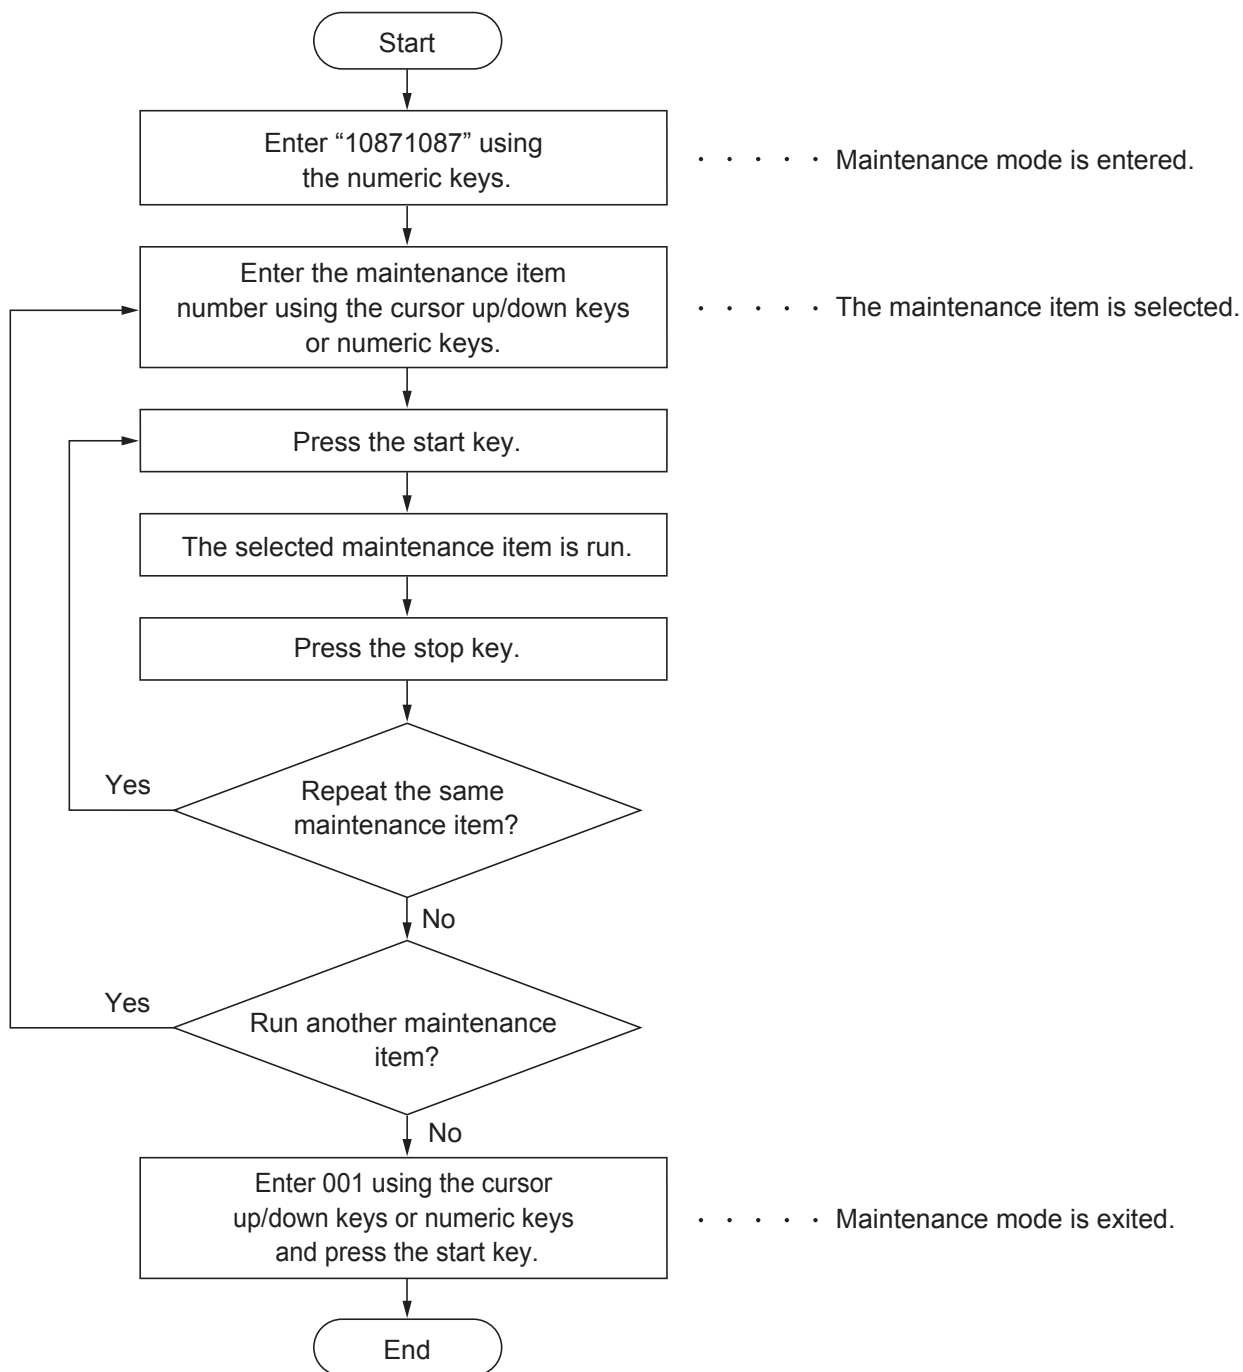 Start
Enter “10871087” using
the numeric keys.
· · · · · Maintenance mode is entered.
Enter the maintenance item
number using the cursor up/down keys
or numeric keys.
· · · · · The maintenance item is selected.
Press the start key.
The selected maintenance item is run.
Press the stop key.
Yes
Repeat the same
maintenance item?
No
Yes
Run another maintenance
item?
No
Enter 001 using the cursor
up/down keys or numeric keys
and press the start key.
· · · · · Maintenance mode is exited.
End